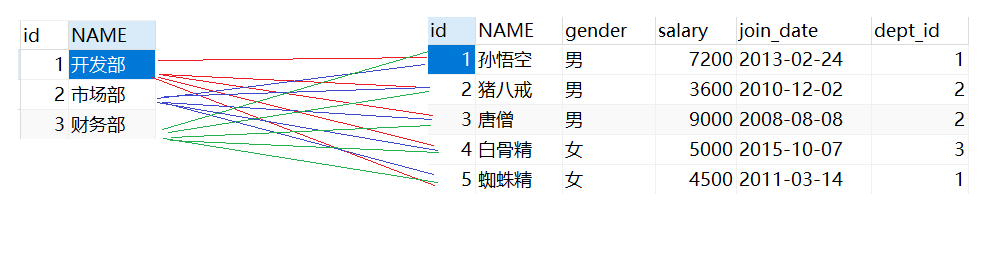 id NAME
1 开发部
2 市场部
3 财务部
id NAME gender salary join_date dept_id
1 孙悟空 男 7200 2013-02-24 1
2 猪八戒 男 3600 2010-12-02 2
3 唐僧 男 9000 2008-08-08 2
4 白骨精 女 5000 2015-10-07 3
5 蜘蛛精 女 4500 2011-03-14 1